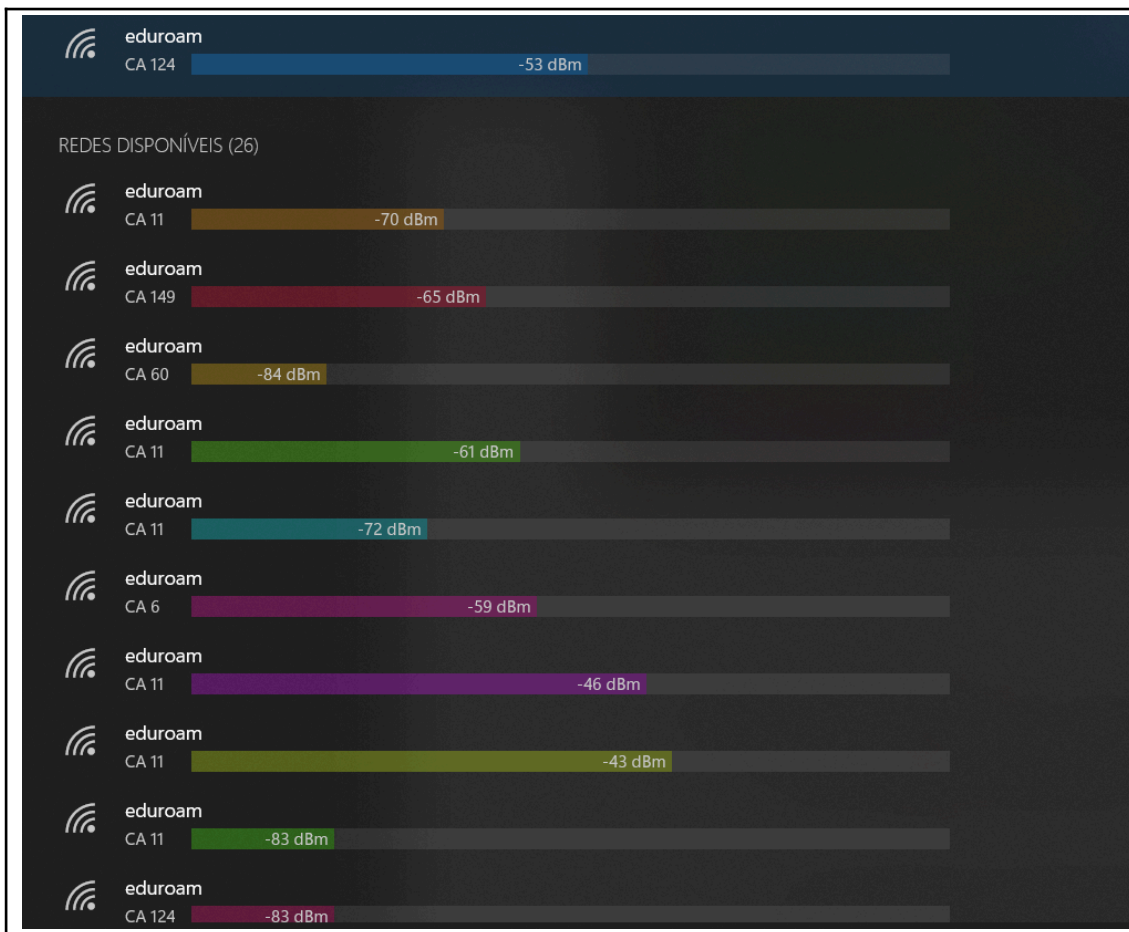 eduroam
CA 124 -53 dBm
REDES DISPONÍVEIS (26)
eduroam
CA 11 -70 dBm
eduroam
CA 149 -65 dBm
eduroam
CA 60 -84 dBm
eduroam
CA 11 -61 dBm
eduroam
CA 11 -72 dBm
eduroam
CA 6 -59 dBm
eduroam
CA 11 -46 dBm
eduroam
CA 11 -43 dBm
eduroam
CA 11 -83 dBm
eduroam
CA 124 -83 dBm